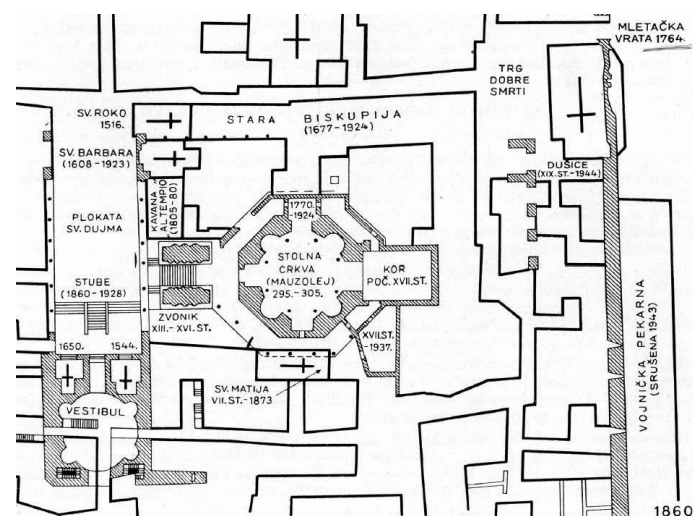 MLETAČKA
VRATA 1764.
TRG
DOBRE
SMRTI
SV. ROKO
1516.
STARA BISKUPIJA
(1677-1924)
SV. BARBARA
(1608-1923)
DUŠICE
(XIX.ST.-1944)
KAVANA
AL TEMPIO
(1805-80)
1770.
-1924
PLOKATA
SV. DUJMA
STOLNA
CRKVA
(MAUZOLEJ)
295.-305.
KOR
POČ. XVII. ST.
STUBE
(1860-1928)
ZVONIK
XIII.-XVI. ST.
XVII.ST.
-1937.
VOJNIČKA PEKARNA
(SRUŠENA 1943)
1650. 1544.
SV. MATIJA
VII. ST.-1873
VESTIBUL
1860